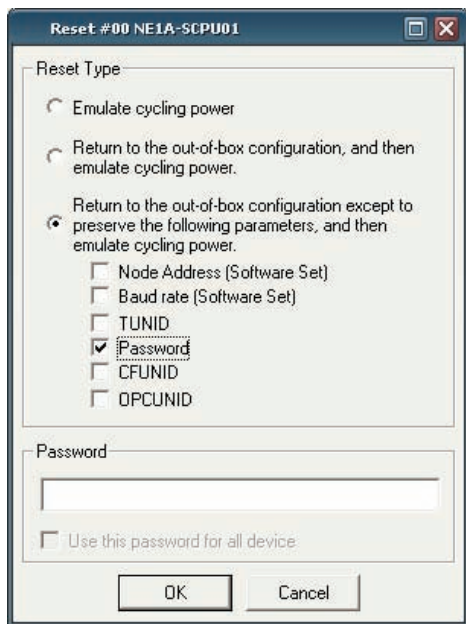 Reset #00 NE1A-SCPU01
Reset Type
Emulate cycling power
Return to the out-of-box configuration, and then
emulate cycling power.
Return to the out-of-box configuration except to
preserve the following parameters, and then
emulate cycling power.
Node Address (Software Set)
Baud rate (Software Set)
TUNID
Password
CFUNID
OPCUNID
Password
Use this password for all device
OK
Cancel